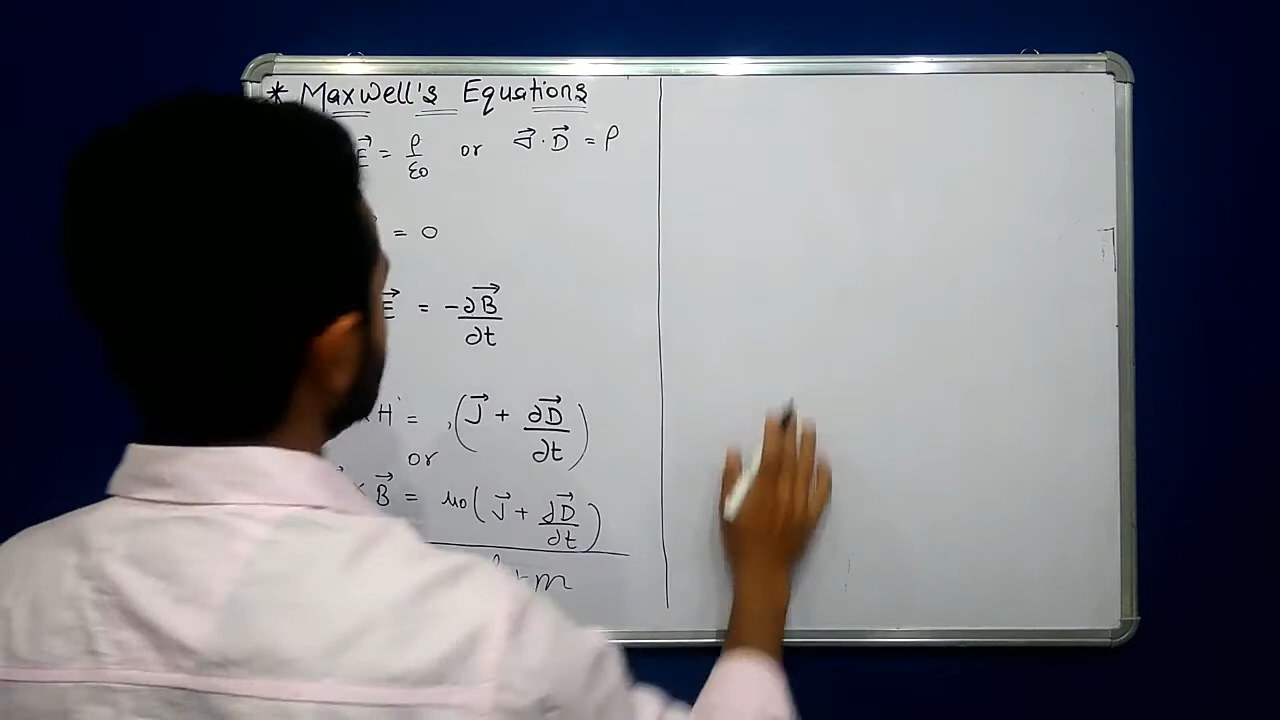 * Maxwell's Equations
E⃗ = ρ/ε0 or ∇⃗ · D⃗ = ρ
= 0
E⃗ = -∂B⃗/∂t
× H = (J⃗ + ∂D⃗/∂t)
or
× B⃗ = μ0 (J⃗ + ∂D⃗/∂t)